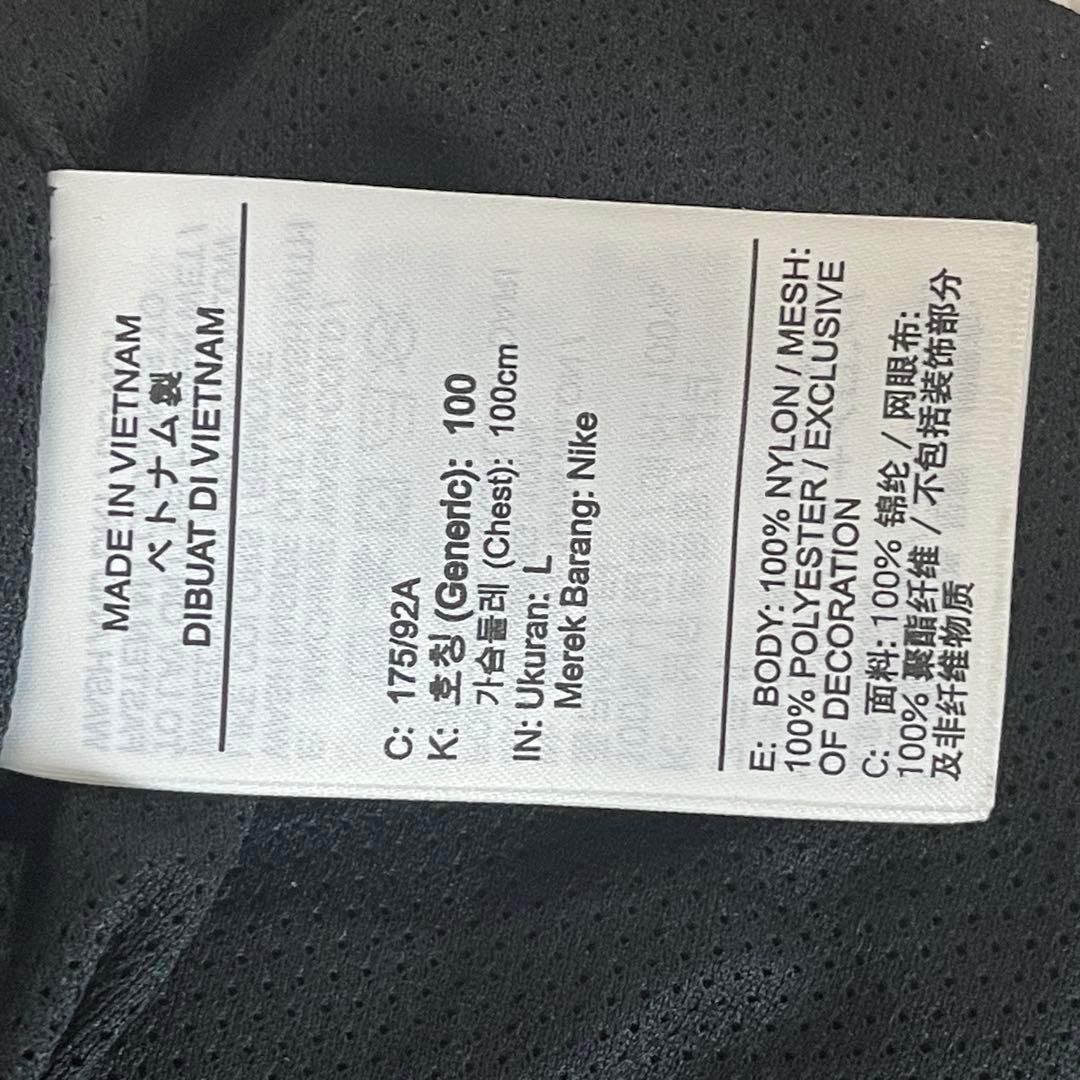 MADE IN VIETNAM
ベトナム製
DIBUAT DI VIETNAM
C: 175/92A
K: 호칭 (Generic): 100
가슴둘레 (Chest): 100cm
IN: Ukuran: L
Merek Barang: Nike
E: BODY: 100% NYLON / MESH:
100% POLYESTER / EXCLUSIVE
OF DECORATION
C: 面料: 100% 锦纶 / 网眼布:
100% 聚酯纤维 / 不包括装饰部分
及非纤维物质